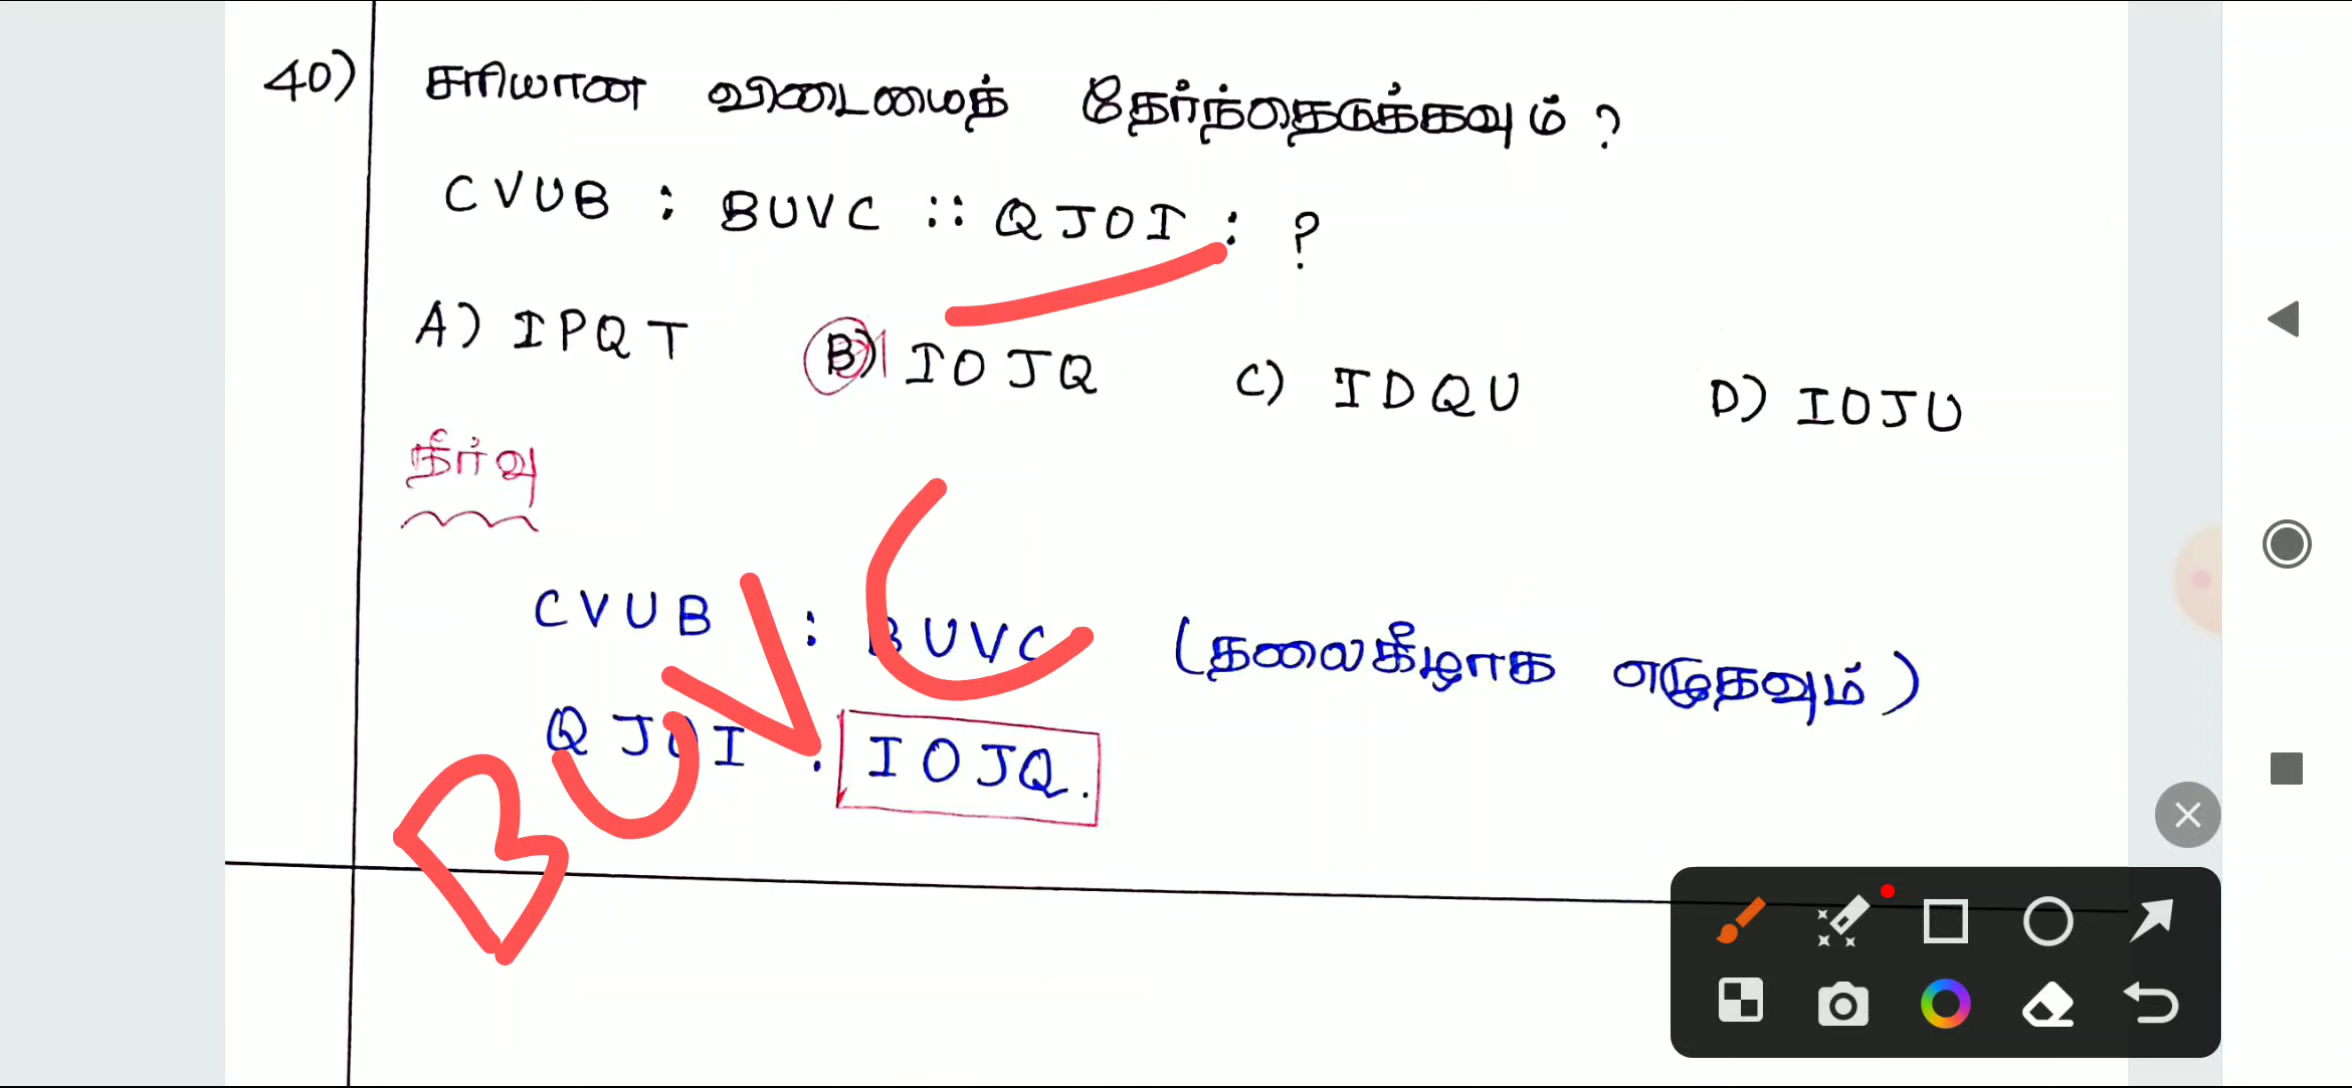 40) சரியான விடைமைத் தேர்ந்தெடுக்கவும் ?
CVUB : BUVC :: QJOI : ?
A) IPQT B) IOJQ C) IDQU D) IOJU
தீர்வு
CVUB : BUVC (தலைகீழாக எழுதவும்)
QJOI : IOJQ.
BUVC